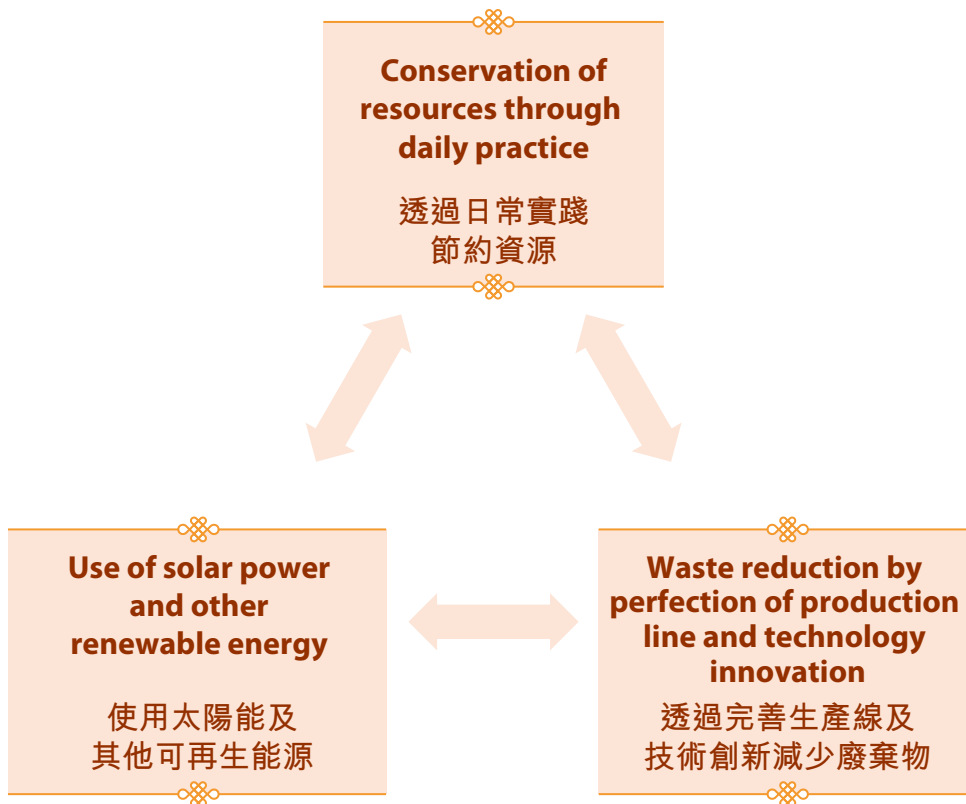 Conservation of
resources through
daily practice
透過日常實踐
節約資源
Use of solar power
and other
renewable energy
使用太陽能及
其他可再生能源
Waste reduction by
perfection of production
line and technology
innovation
透過完善生產線及
技術創新減少廢棄物